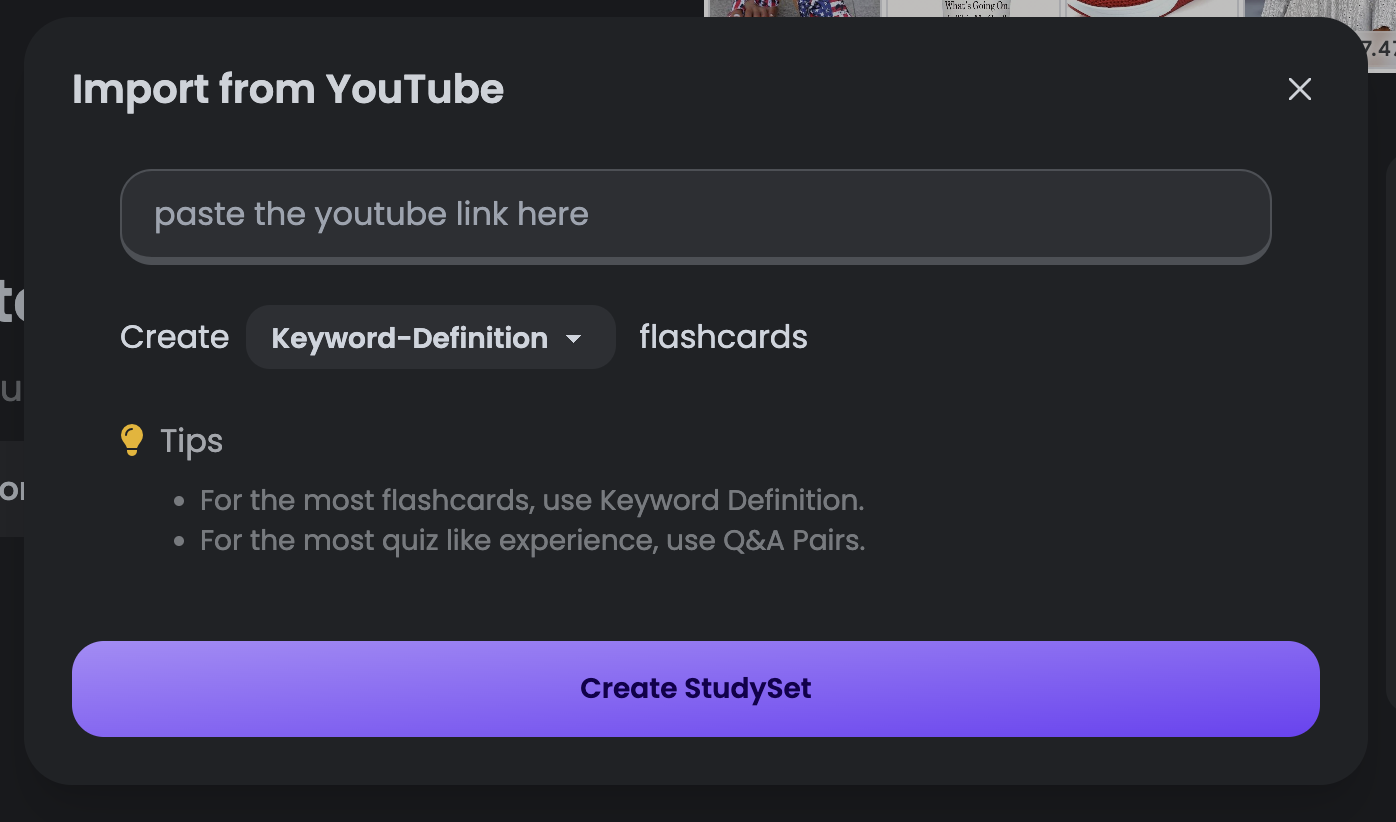 What's Going On.
7.47
Import from YouTube
paste the youtube link here
Create Keyword-Definition flashcards
Tips
For the most flashcards, use Keyword Definition.
For the most quiz like experience, use Q&A Pairs.
Create StudySet